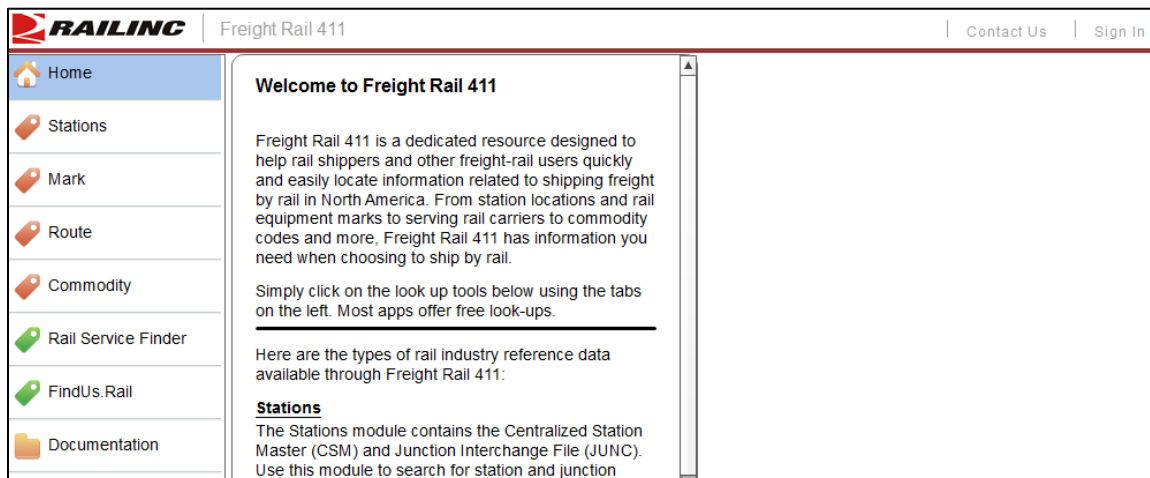 RAILINC Freight Rail 411 Contact Us Sign In
Home
Stations
Mark
Route
Commodity
Rail Service Finder
FindUs.Rail
Documentation
Welcome to Freight Rail 411
Freight Rail 411 is a dedicated resource designed to
help rail shippers and other freight-rail users quickly
and easily locate information related to shipping freight
by rail in North America. From station locations and rail
equipment marks to serving rail carriers to commodity
codes and more, Freight Rail 411 has information you
need when choosing to ship by rail.
Simply click on the look up tools below using the tabs
on the left. Most apps offer free look-ups.
Here are the types of rail industry reference data
available through Freight Rail 411:
Stations
The Stations module contains the Centralized Station
Master (CSM) and Junction Interchange File (JUNC).
Use this module to search for station and junction